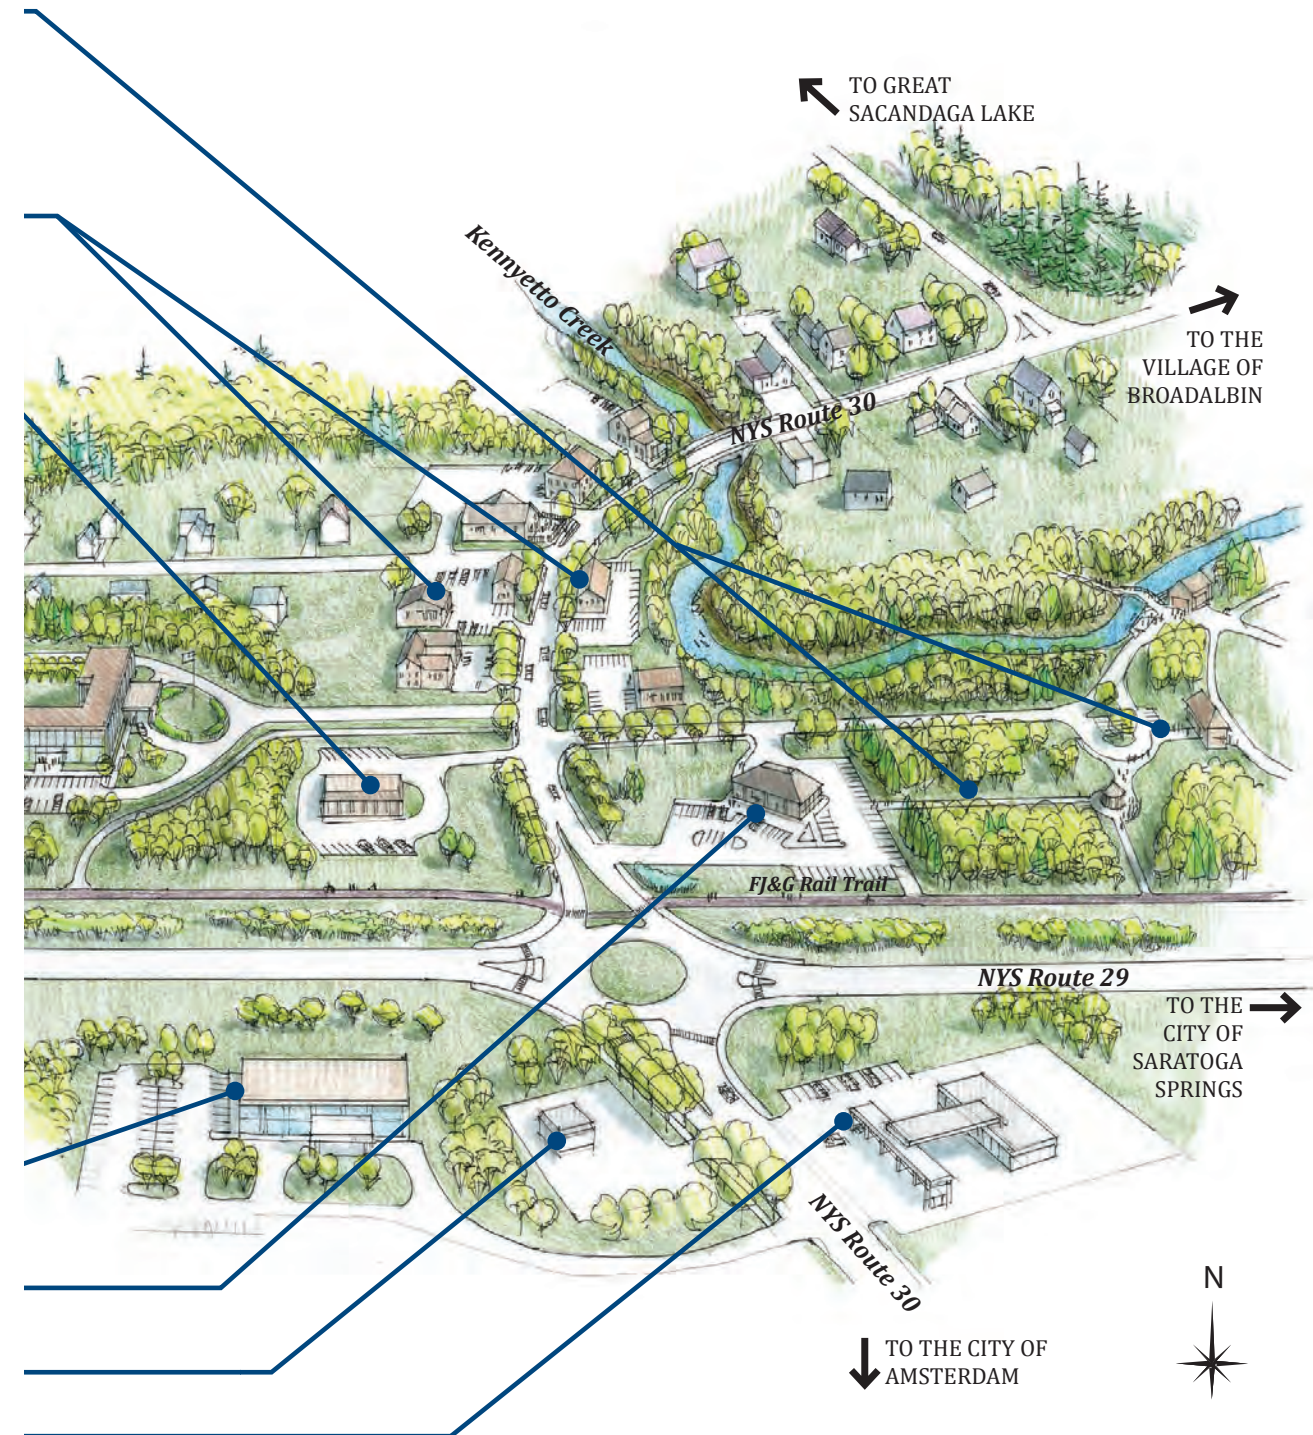 TO GREAT
SACANDAGA LAKE
Kennyetto Creek
TO THE
VILLAGE OF
BROADALBIN
NYS Route 30
FJ&G Rail Trail
NYS Route 29
TO THE
CITY OF
SARATOGA
SPRINGS
NYS Route 30
N
TO THE CITY OF
AMSTERDAM